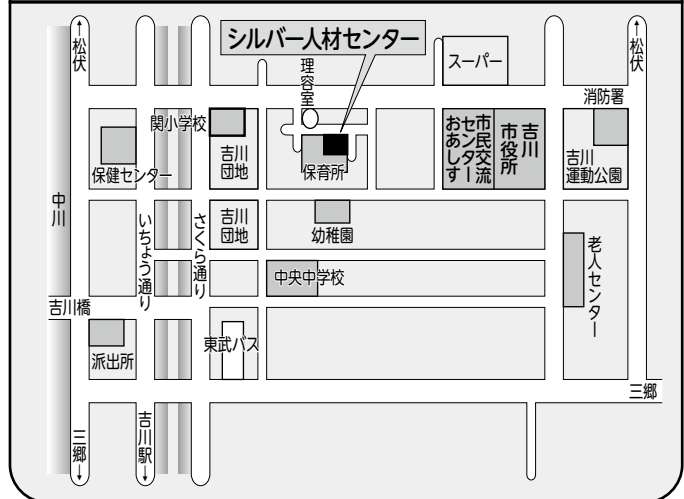 ↑松伏
シルバー人材センター
スーパー
↑松伏
理容室
消防署
関小学校
保健センター
吉川
団地
保育所
市民交流
センター
おあしす
吉川
市役所
吉川
運動公園
中川
いちょう通り
さくら通り
吉川
団地
幼稚園
老人センター
中央中学校
吉川橋
派出所
東武バス
三郷
三郷↓
吉川駅↓